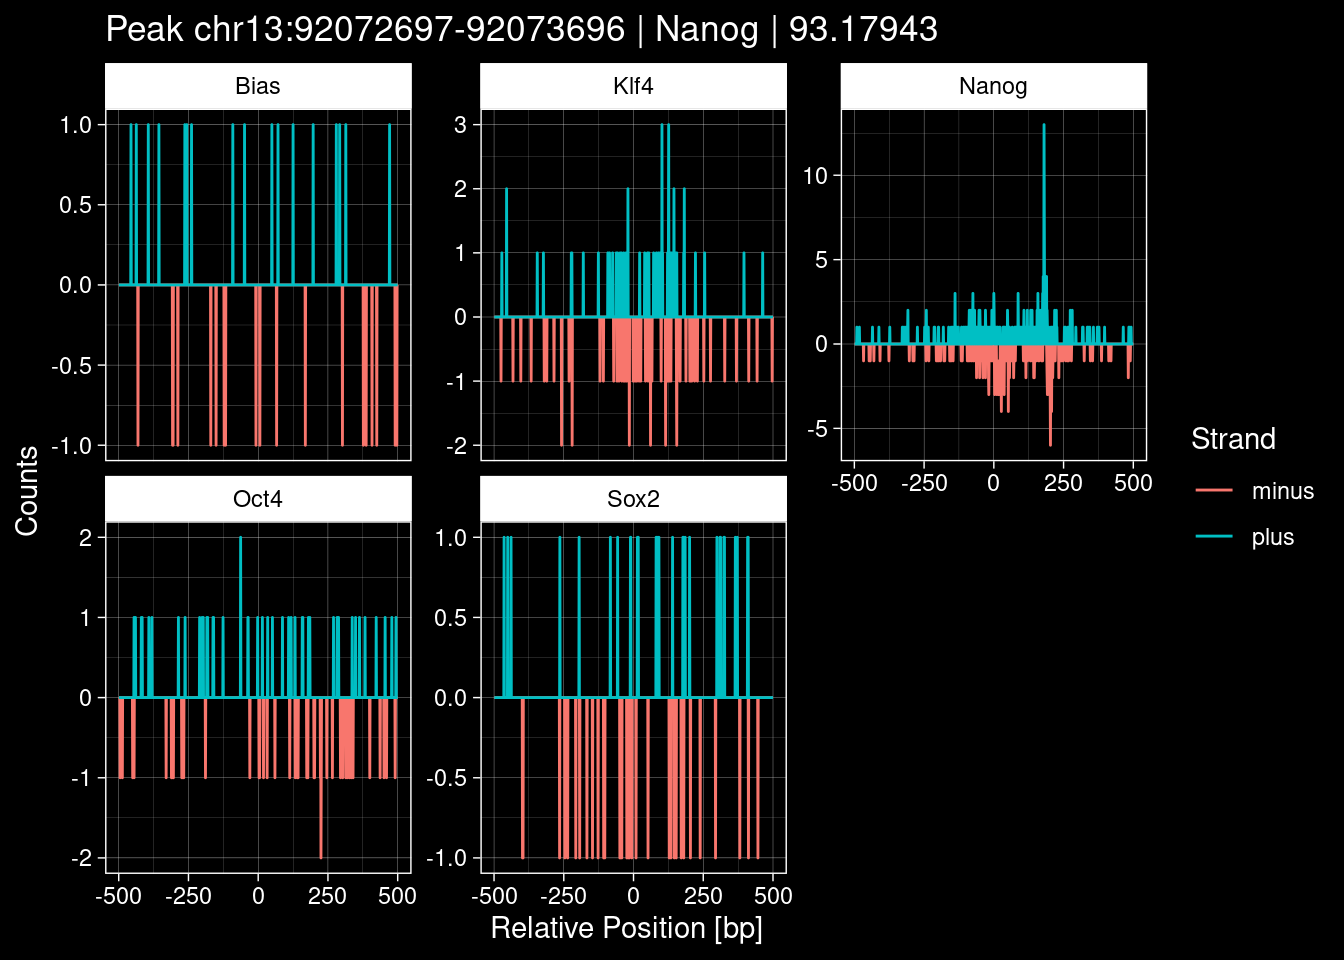 Peak chr13:92072697-92073696 | Nanog | 93.17943
Bias
Klf4
Nanog
1.0
0.5
0.0
-0.5
-1.0
3
2
1
0
-1
-2
10
5
0
-5
-500 -250 0 250 500
Counts
Oct4
Sox2
2
1
0
-1
-2
1.0
0.5
0.0
-0.5
-1.0
-500 -250 0 250 500
-500 -250 0 250 500
Relative Position [bp]
Strand
minus
plus